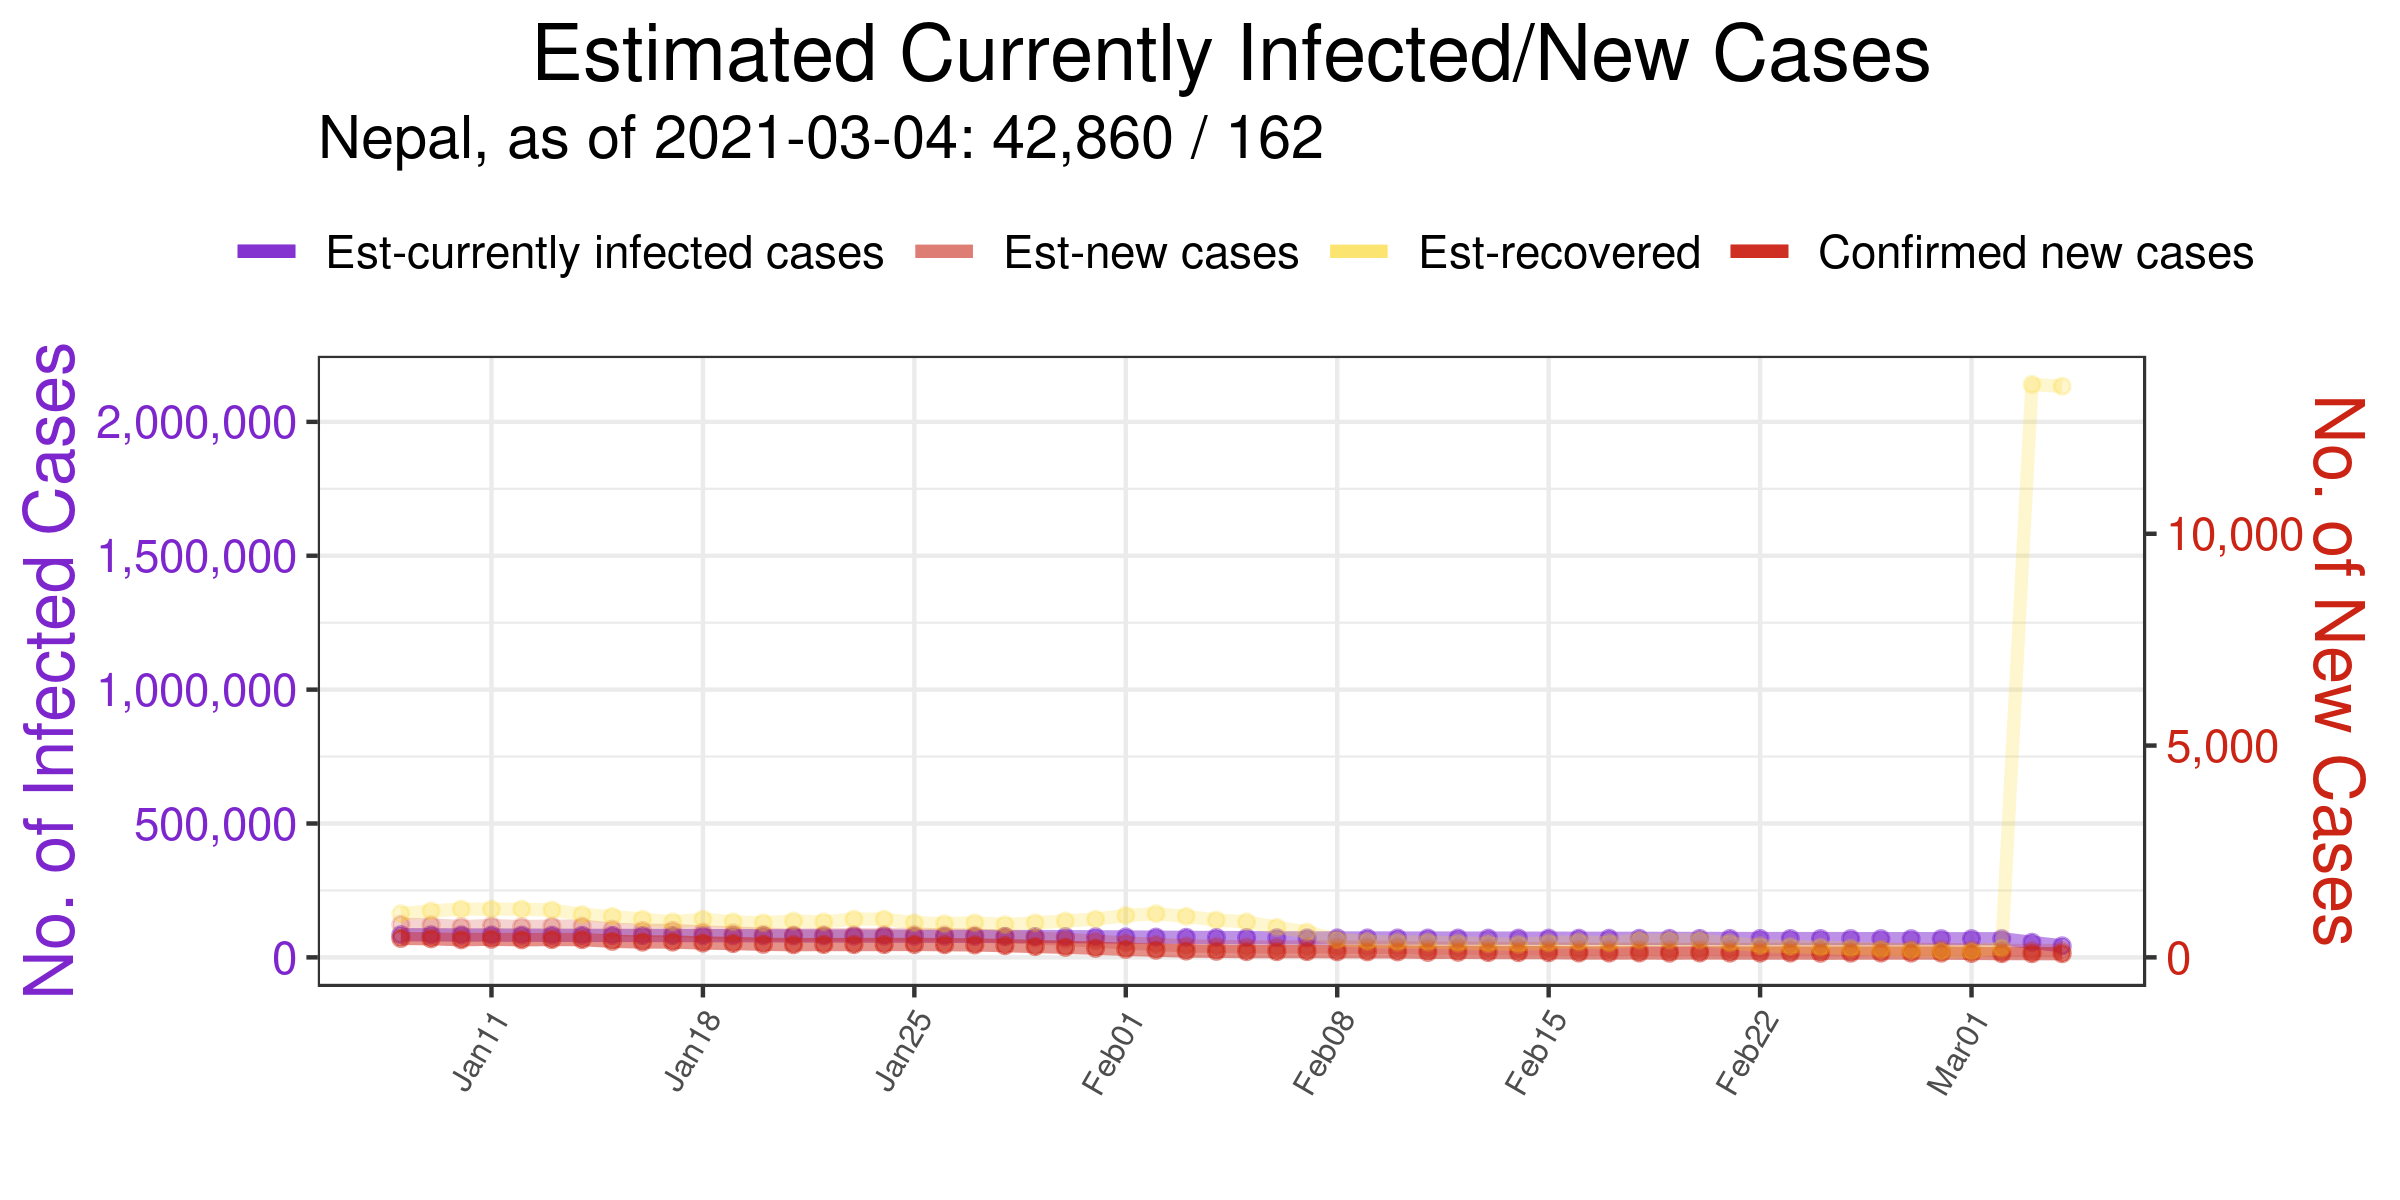 Estimated Currently Infected/New Cases
Nepal, as of 2021-03-04: 42,860 / 162
Est-currently infected cases Est-new cases Est-recovered Confirmed new cases
No. of Infected Cases
2,000,000
1,500,000
1,000,000
500,000
0
10,000
5,000
0
No. of New Cases
Jan11 Jan18 Jan25 Feb01 Feb08 Feb15 Feb22 Mar01